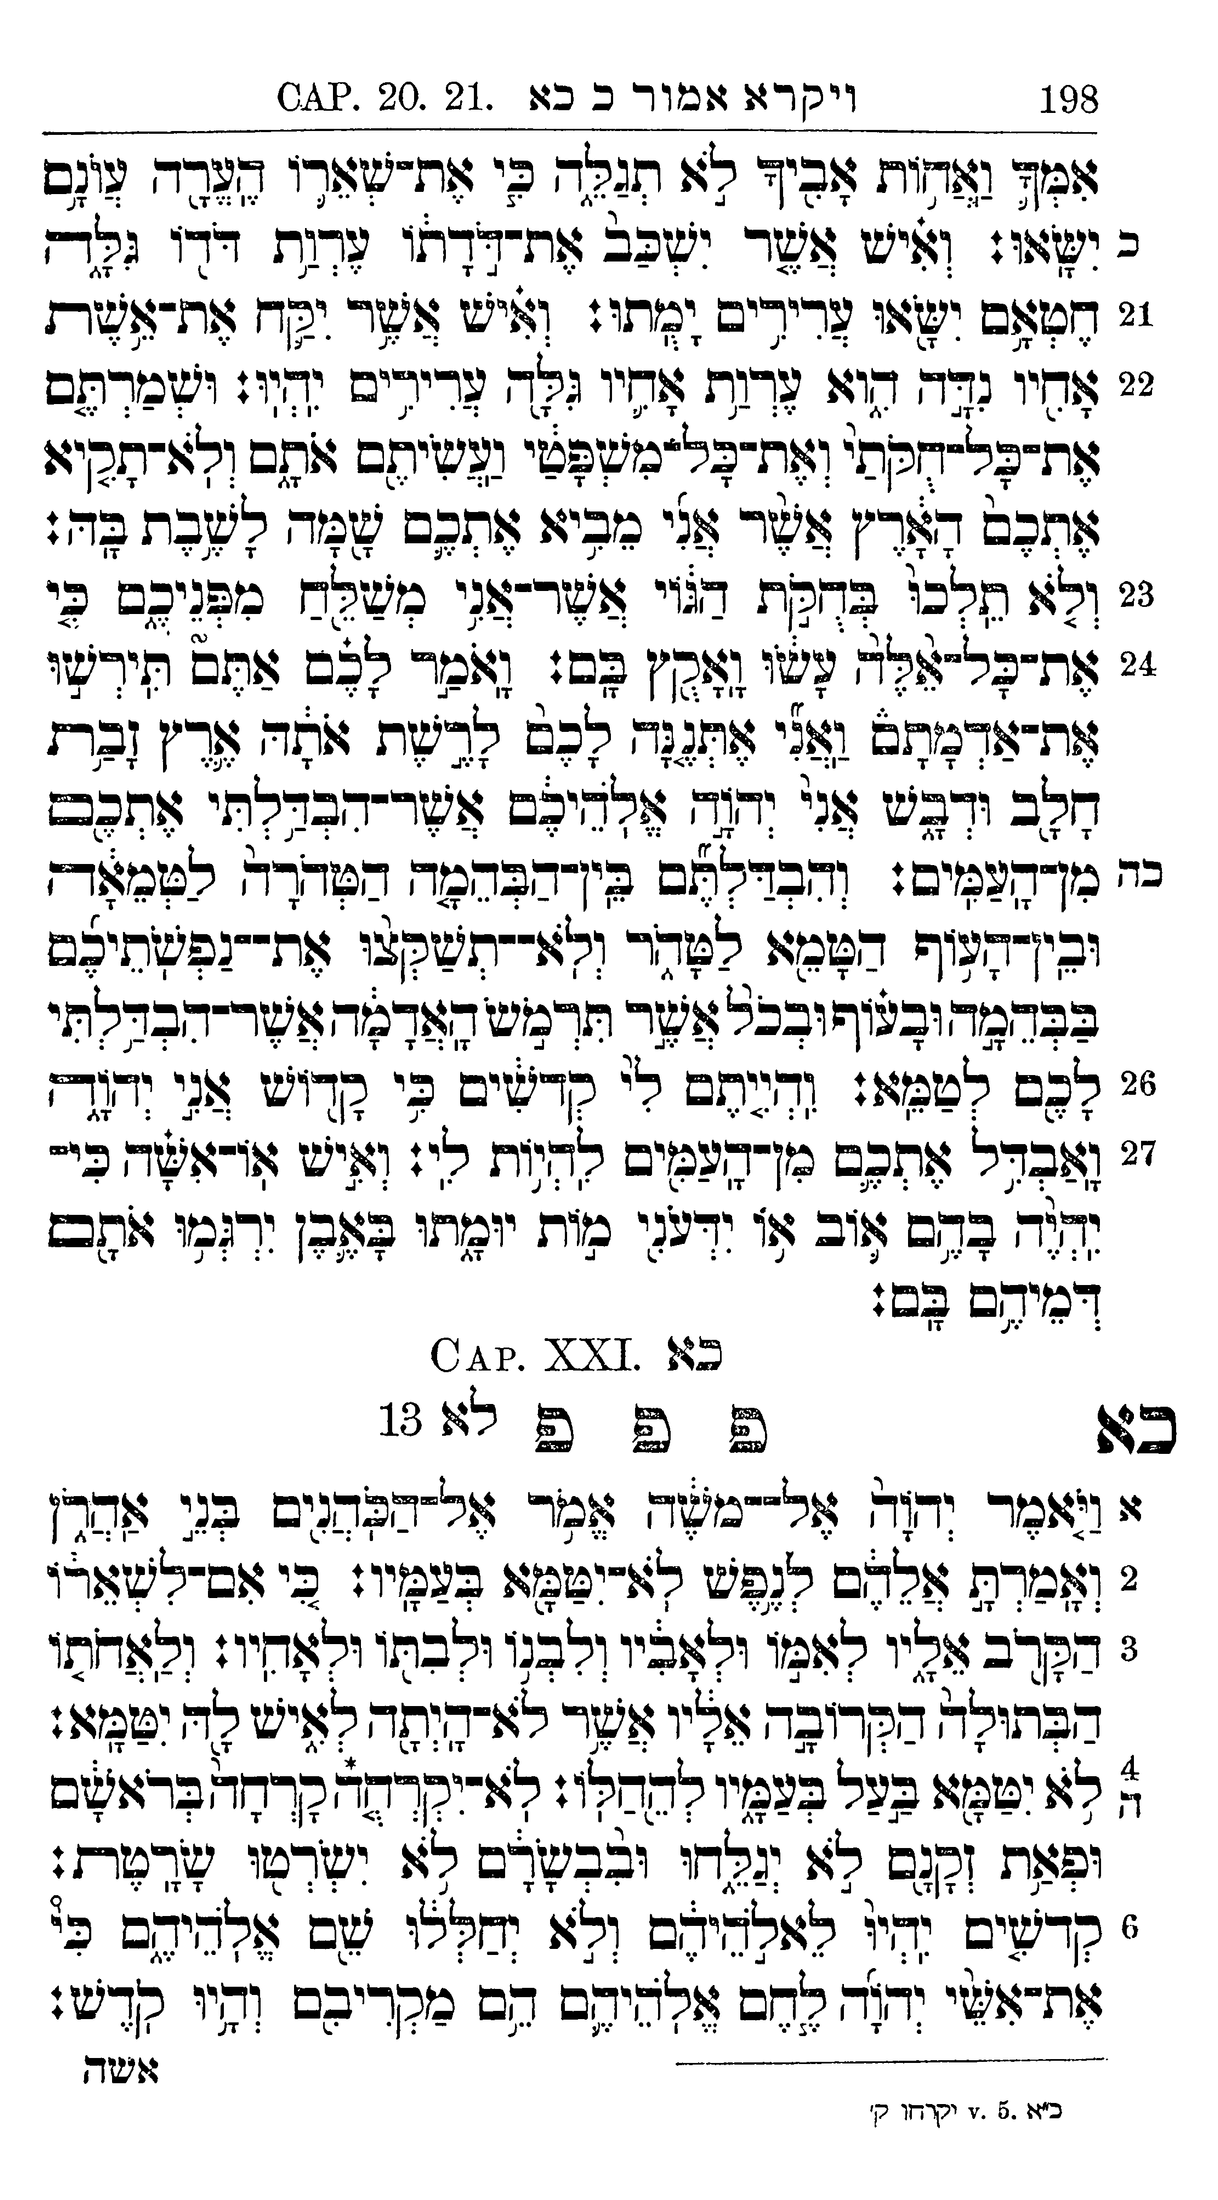 198 ויקרא אמור כ כא CAP. 20. 21.
אִמְּךָ֛ וַאֲח֥וֹת אָבִ֖יךָ לֹ֣א תְגַלֵּ֑ה כִּ֧י אֶת־שְׁאֵר֛וֹ הֶעֱרָ֖ה עֲוֺנָ֥ם
כ יִשָּֽׂאוּ׃ וְאִ֗ישׁ אֲשֶׁ֤ר יִשְׁכַּב֙ אֶת־דֹּ֣דָת֔וֹ עֶרְוַ֥ת דֹּד֖וֹ גִּלָּ֑ה
21 חֶטְאָ֥ם יִשָּׂ֖אוּ עֲרִירִ֥ים יָמֻֽתוּ׃ וְאִ֗ישׁ אֲשֶׁ֥ר יִקַּ֛ח אֶת־אֵ֥שֶׁת
22 אָחִ֖יו נִדָּ֣ה הִ֑וא עֶרְוַ֥ת אָחִ֛יו גִּלָּ֖ה עֲרִירִ֥ים יִֽהְיֽוּ׃ וּשְׁמַרְתֶּ֤ם
אֶת־כָּל־חֻקֹּתַי֙ וְאֶת־כָּל־מִשְׁפָּטַ֔י וַעֲשִׂיתֶ֖ם אֹתָ֑ם וְלֹֽא־תָקִ֤יא
אֶתְכֶם֙ הָאָ֔רֶץ אֲשֶׁ֨ר אֲנִ֜י מֵבִ֥יא אֶתְכֶ֛ם שָׁ֖מָּה לָשֶׁ֥בֶת בָּֽהּ׃
23 וְלֹ֤א תֵֽלְכוּ֙ בְּחֻקֹּ֣ת הַגּ֔וֹי אֲשֶׁר־אֲנִ֥י מְשַׁלֵּ֖חַ מִפְּנֵיכֶ֑ם כִּ֤י
24 אֶת־כָּל־אֵ֙לֶּה֙ עָשׂ֔וּ וָאָקֻ֖ץ בָּֽם׃ וָאֹמַ֣ר לָכֶ֗ם אַתֶּם֮ תִּֽירְשׁ֣וּ
אֶת־אַדְמָתָם֒ וַאֲנִ֞י אֶתְּנֶ֤נָּה לָכֶם֙ לָרֶ֣שֶׁת אֹתָ֔הּ אֶ֛רֶץ זָבַ֥ת
חָלָ֖ב וּדְבָ֑שׁ אֲנִי֙ יְהוָ֣ה אֱלֹֽהֵיכֶ֔ם אֲשֶׁר־הִבְדַּ֥לְתִּי אֶתְכֶ֖ם
כה מִן־הָֽעַמִּֽים׃ וְהִבְדַּלְתֶּ֞ם בֵּֽין־הַבְּהֵמָ֤ה הַטְּהֹרָה֙ לַטְּמֵאָ֔ה
וּבֵין־הָע֥וֹף הַטָּמֵ֖א לַטָּהֹ֑ר וְלֹֽא־תְשַׁקְּצ֨וּ אֶת־נַפְשֹֽׁתֵיכֶ֜ם
בַּבְּהֵמָ֣ה וּבָע֗וֹף וּבְכֹל֙ אֲשֶׁ֣ר תִּרְמֹ֣שׂ הָֽאֲדָמָ֔ה אֲשֶׁר־הִבְדַּ֥לְתִּי
26 לָכֶ֖ם לְטַמֵּֽא׃ וִהְיִ֤יתֶם לִי֙ קְדֹשִׁ֔ים כִּ֥י קָד֖וֹשׁ אֲנִ֣י יְהוָֹ֑ה
27 וָאַבְדִּ֥ל אֶתְכֶ֛ם מִן־הָֽעַמִּ֖ים לִהְי֥וֹת לִֽי׃ וְאִ֣ישׁ אֽוֹ־אִשָּׁ֗ה כִּי־
יִהְיֶ֨ה בָהֶ֥ם א֛וֹב א֥וֹ יִדְּעֹנִ֖י מ֣וֹת יוּמָ֑תוּ בָּאֶ֛בֶן יִרְגְּמ֥וּ אֹתָ֖ם
דְּמֵיהֶ֥ם בָּֽם׃
CAP. XXI. כא
כא פ פ פ לא 13
א וַיֹּ֤אמֶר יְהוָֹה֙ אֶל־מֹשֶׁ֔ה אֱמֹ֥ר אֶל־הַכֹּֽהֲנִ֖ים בְּנֵ֣י אַֽהֲרֹ֑ן
2 וְאָֽמַרְתָּ֣ אֲלֵהֶ֔ם לְנֶ֥פֶשׁ לֹֽא־יִטַּמָּ֖א בְּעַמָּֽיו׃ כִּ֚י אִם־לִשְׁאֵר֔וֹ
3 הַקָּרֹ֖ב אֵלָ֑יו לְאִמּ֣וֹ וּלְאָבִ֔יו וְלִבְנ֥וֹ וּלְבִתּ֖וֹ וּלְאָחִֽיו׃ וְלַֽאֲחֹת֤וֹ
הַבְּתוּלָה֙ הַקְּרוֹבָ֣ה אֵלָ֔יו אֲשֶׁ֥ר לֹא־הָֽיְתָ֖ה לְאִ֑ישׁ לָ֖הּ יִטַּמָּֽא׃
4 ה לֹ֥א יִטַּמָּ֖א בַּ֣עַל בְּעַמָּ֑יו לְהֵ֖חַלּֽוֹ׃ לֹֽא־יִקְרְחֻ֤ה* קָרְחָה֙ בְּרֹאשָׁ֔ם
וּפְאַ֥ת זְקָנָ֖ם לֹ֣א יְגַלֵּ֑חוּ וּבִ֨בְשָׂרָ֔ם לֹ֥א יִשְׂרְט֖וּ שָׂרָֽטֶת׃
6 קְדֹשִׁ֤ים יִֽהְיוּ֙ לֵאלֹ֣הֵיהֶ֔ם וְלֹ֣א יְחַלְּל֔וּ שֵׁ֖ם אֱלֹֽהֵיהֶ֑ם כִּי֩
אֶת־אִשֵּׁ֨י יְהוָֹ֜ה לֶ֧חֶם אֱלֹֽהֵיהֶ֛ם הֵ֥ם מַקְרִיבִ֖ם וְהָ֥יוּ קֹֽדֶשׁ׃
אשה
כ״א v. 5. יקרחו ק׳